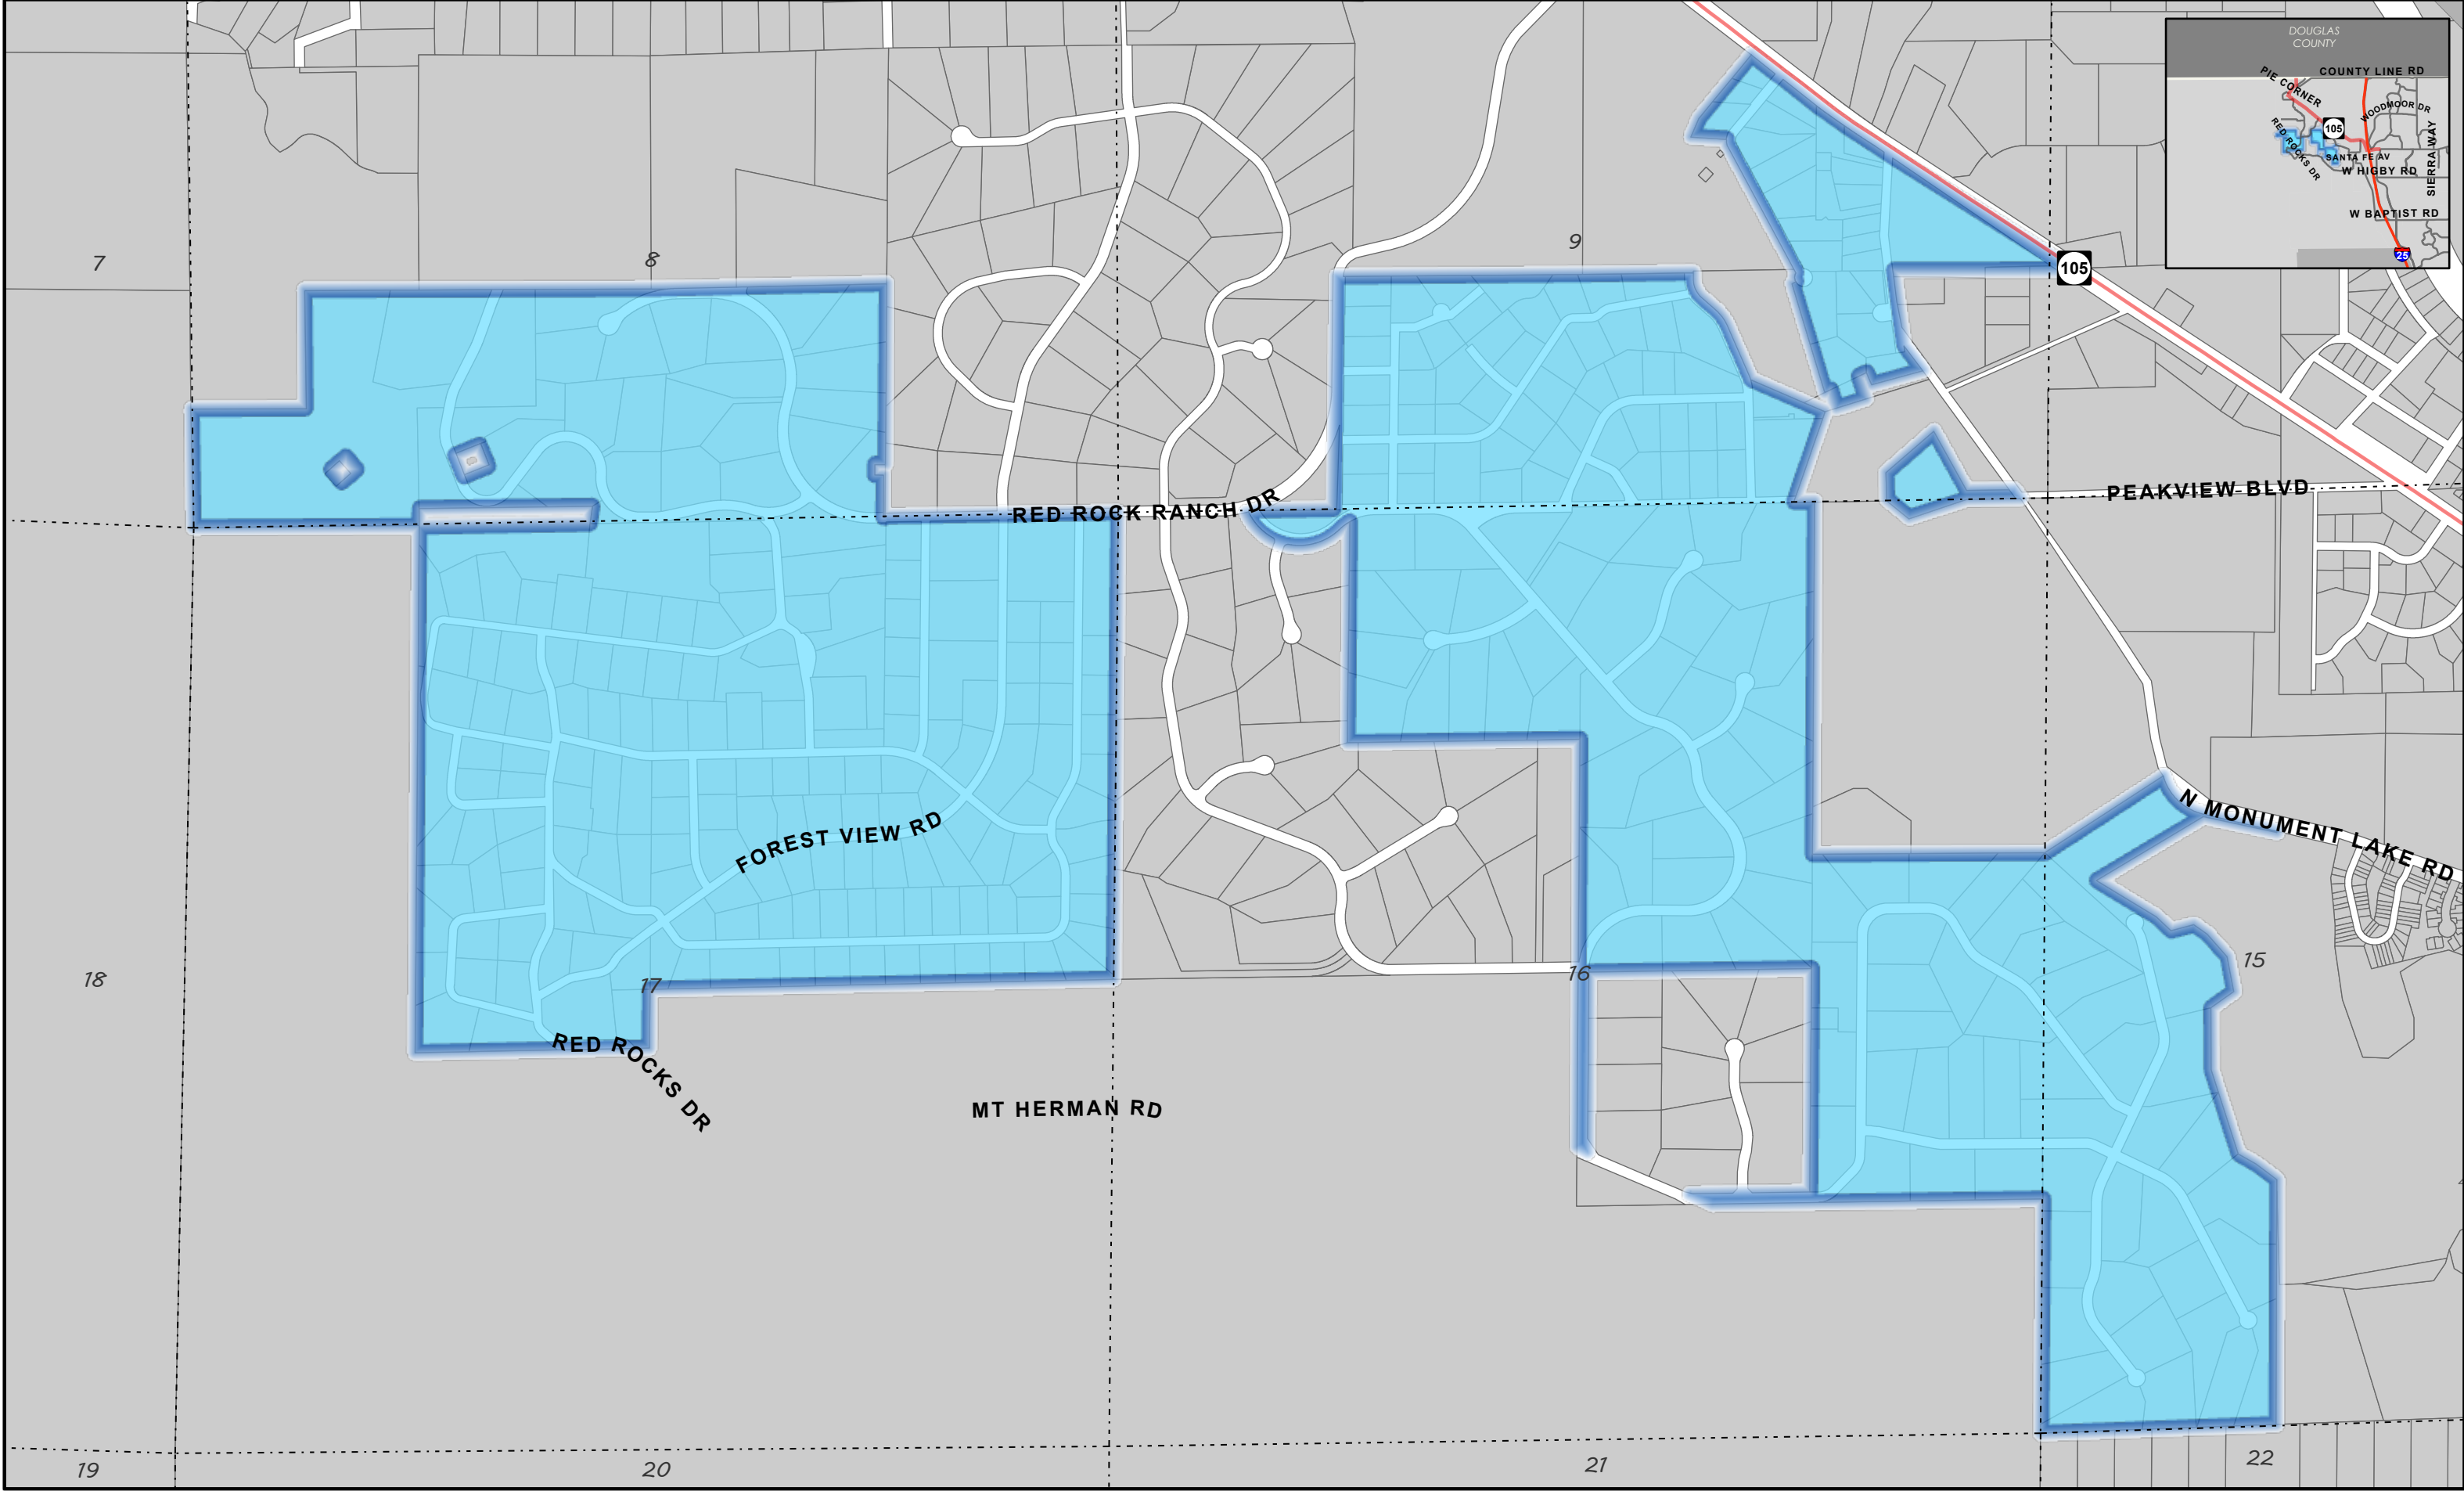 DOUGLAS
COUNTY
COUNTY LINE RD
PIE CORNER
WOODMOOR DR
105
RED ROCKS DR
SANTA FE AV
SIERRA WAY
W HIGBY RD
W BAPTIST RD
25
7
8
9
105
PEAKVIEW BLVD
RED ROCK RANCH DR
N MONUMENT LAKE RD
FOREST VIEW RD
18
17
16
15
RED ROCKS DR
MT HERMAN RD
19
20
21
22